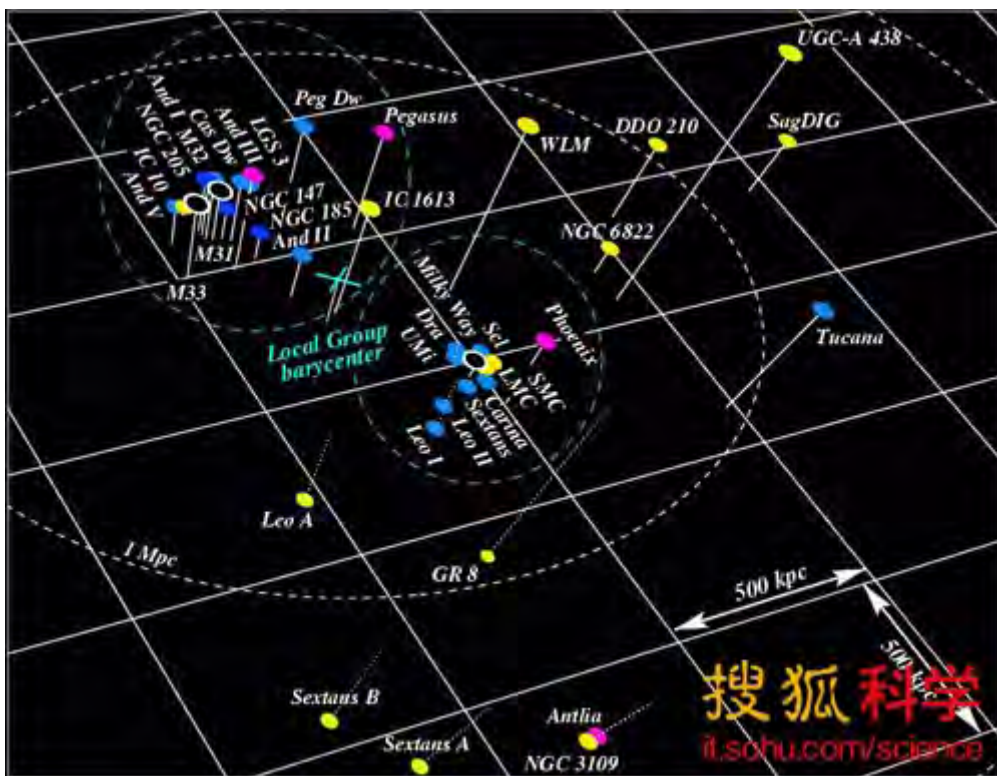 UGC-A 438
Peg Dw
Pegasus
WLM
DDO 210
SagDIG
And I
NGC 205
M32
Cas Dw
And III
LGS 3
IC 10
And V
NGC 147
NGC 185
And II
M31
M33
IC 1613
NGC 6822
Local Group
barycenter
Milky Way
Dra
UMi
Scl
Phoenix
SMC
LMC
Carina
Sextans
Leo II
Leo I
Tucana
Leo A
1 Mpc
GR 8
500 kpc
500 kpc
Sextans B
Sextans A
Antlia
NGC 3109
搜狐科学
it.sohu.com/science